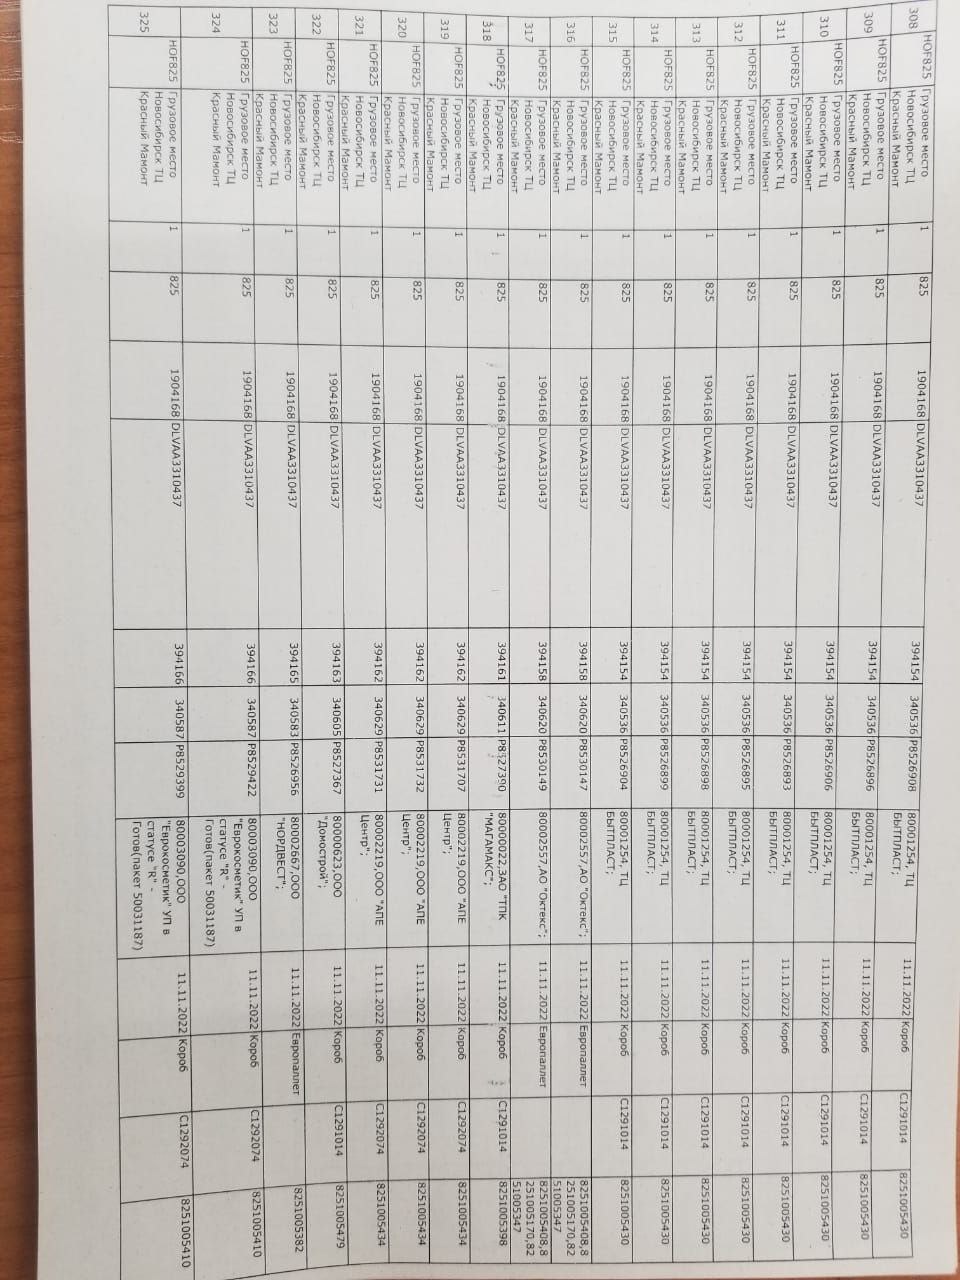 308 HOF825 Грузовое место Новосибирск ТЦ Красный Мамонт 1 825 1904168 DLVAA3310437 394154 340536 P8526908 80001254, ТЦ БЫТПЛАСТ; 11.11.2022 Короб C1291014 8251005430
309 HOF825 Грузовое место Новосибирск ТЦ Красный Мамонт 1 825 1904168 DLVAA3310437 394154 340536 P8526896 80001254, ТЦ БЫТПЛАСТ; 11.11.2022 Короб C1291014 8251005430
310 HOF825 Грузовое место Новосибирск ТЦ Красный Мамонт 1 825 1904168 DLVAA3310437 394154 340536 P8526906 80001254, ТЦ БЫТПЛАСТ; 11.11.2022 Короб C1291014 8251005430
311 HOF825 Грузовое место Новосибирск ТЦ Красный Мамонт 1 825 1904168 DLVAA3310437 394154 340536 P8526893 80001254, ТЦ БЫТПЛАСТ; 11.11.2022 Короб C1291014 8251005430
312 HOF825 Грузовое место Новосибирск ТЦ Красный Мамонт 1 825 1904168 DLVAA3310437 394154 340536 P8526895 80001254, ТЦ БЫТПЛАСТ; 11.11.2022 Короб C1291014 8251005430
313 HOF825 Грузовое место Новосибирск ТЦ Красный Мамонт 1 825 1904168 DLVAA3310437 394154 340536 P8526898 80001254, ТЦ БЫТПЛАСТ; 11.11.2022 Короб C1291014 8251005430
314 HOF825 Грузовое место Новосибирск ТЦ Красный Мамонт 1 825 1904168 DLVAA3310437 394154 340536 P8526899 80001254, ТЦ БЫТПЛАСТ; 11.11.2022 Короб C1291014 8251005430
315 HOF825 Грузовое место Новосибирск ТЦ Красный Мамонт 1 825 1904168 DLVAA3310437 394154 340536 P8526904 80001254, ТЦ БЫТПЛАСТ; 11.11.2022 Короб C1291014 8251005430
316 HOF825 Грузовое место Новосибирск ТЦ Красный Мамонт 1 825 1904168 DLVAA3310437 394158 340620 P8530147 80002557,АО "Октекс"; 11.11.2022 Европаллет 8251005408,8 251005170,82 51005347
317 HOF825 Грузовое место Новосибирск ТЦ Красный Мамонт 1 825 1904168 DLVAA3310437 394158 340620 P8530149 80002557,АО "Октекс"; 11.11.2022 Европаллет 8251005408,8 251005170,82 51005347
318 HOF825 Грузовое место Новосибирск ТЦ Красный Мамонт 1 825 1904168 DLVAA3310437 394161 340611 P8527390 80000022,ЗАО "ТПК "МАГАМАКС"; 11.11.2022 Короб C1291014 8251005398
319 HOF825 Грузовое место Новосибирск ТЦ Красный Мамонт 1 825 1904168 DLVAA3310437 394162 340629 P8531707 80002219,ООО "АПЕ Центр"; 11.11.2022 Короб C1292074 8251005434
320 HOF825 Грузовое место Новосибирск ТЦ Красный Мамонт 1 825 1904168 DLVAA3310437 394162 340629 P8531732 80002219,ООО "АПЕ Центр"; 11.11.2022 Короб C1292074 8251005434
321 HOF825 Грузовое место Новосибирск ТЦ Красный Мамонт 1 825 1904168 DLVAA3310437 394162 340629 P8531731 80002219,ООО "АПЕ Центр"; 11.11.2022 Короб C1292074 8251005434
322 HOF825 Грузовое место Новосибирск ТЦ Красный Мамонт 1 825 1904168 DLVAA3310437 394163 340605 P8527367 80000623,ООО "Домострой"; 11.11.2022 Короб C1291014 8251005479
323 HOF825 Грузовое место Новосибирск ТЦ Красный Мамонт 1 825 1904168 DLVAA3310437 394165 340583 P8526956 80002667,ООО "НОРДВЕСТ"; 11.11.2022 Европаллет 8251005382
324 HOF825 Грузовое место Новосибирск ТЦ Красный Мамонт 1 825 1904168 DLVAA3310437 394166 340587 P8529422 80003090,ООО "Еврокосметик" УП в статусе "R" - Готов(пакет 50031187) 11.11.2022 Короб C1292074 8251005410
325 HOF825 Грузовое место Новосибирск ТЦ Красный Мамонт 1 825 1904168 DLVAA3310437 394166 340587 P8529399 80003090,ООО "Еврокосметик" УП в статусе "R" - Готов(пакет 50031187) 11.11.2022 Короб C1292074 8251005410